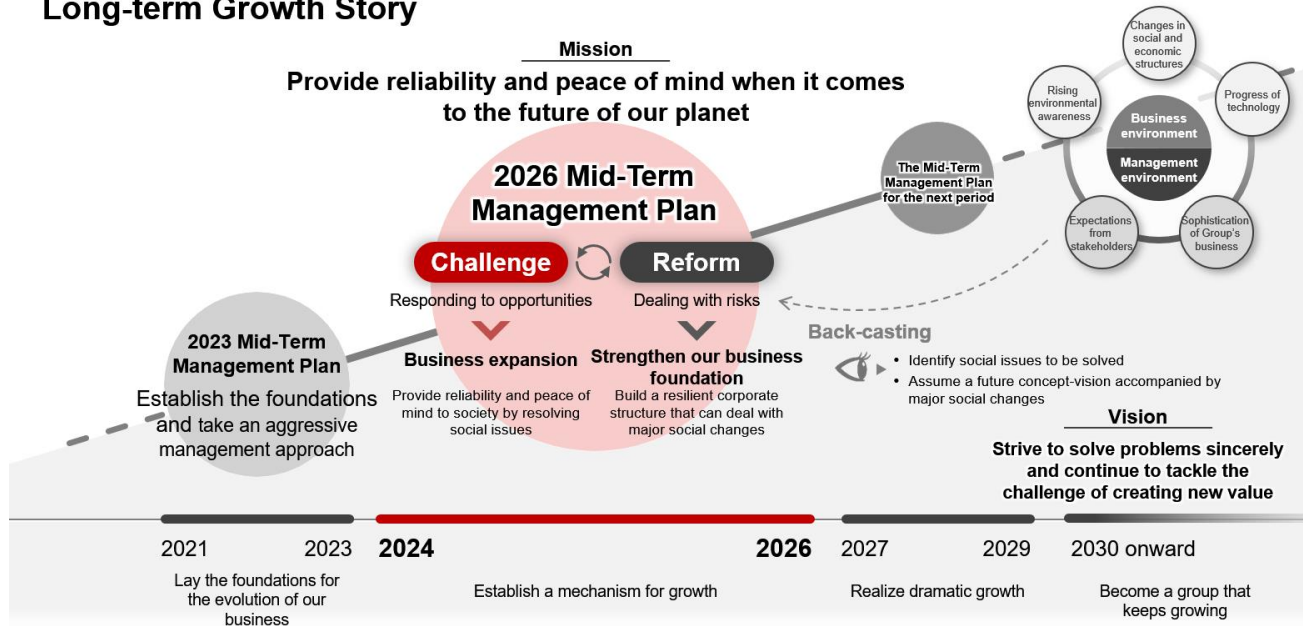 Long-term Growth Story
Mission
Provide reliability and peace of mind when it comes
to the future of our planet
2026 Mid-Term
Management Plan
Challenge
Reform
Responding to opportunities
Dealing with risks
Business expansion
Strengthen our business
foundation
Provide reliability and peace of
mind to society by resolving
social issues
Build a resilient corporate
structure that can deal with
major social changes
2023 Mid-Term
Management Plan
Establish the foundations
and take an aggressive
management approach
The Mid-Term
Management Plan
for the next period
Changes in
social and
economic
structures
Rising
environmental
awareness
Progress of
technology
Business
environment
Management
environment
Expectations
from
stakeholders
Sophistication
of Group's
business
Back-casting
• Identify social issues to be solved
• Assume a future concept-vision accompanied by
major social changes
Vision
Strive to solve problems sincerely
and continue to tackle the
challenge of creating new value
2021
2023
2024
2026
2027
2029
2030 onward
Lay the foundations for
the evolution of our
business
Establish a mechanism for growth
Realize dramatic growth
Become a group that
keeps growing